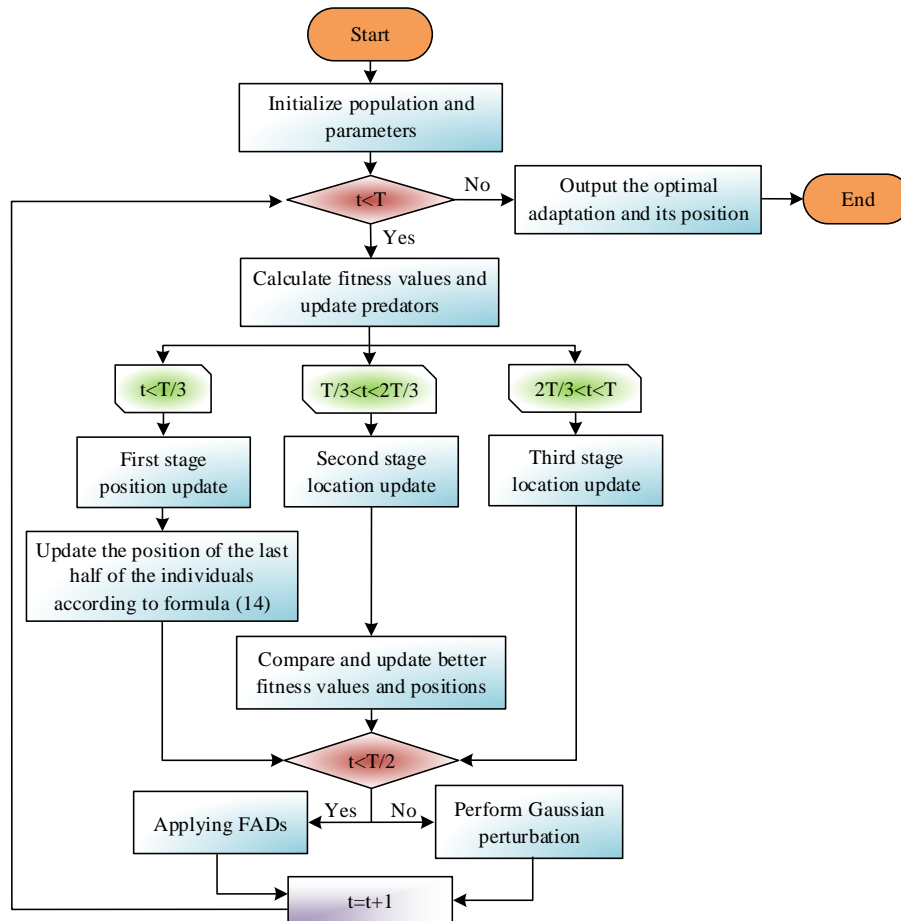 Start
Initialize population and
parameters
t<T
No
Output the optimal
adaptation and its position
End
Yes
Calculate fitness values and
update predators
t<T/3
T/3<t<2T/3
2T/3<t<T
First stage
position update
Second stage
location update
Third stage
location update
Update the position of the last
half of the individuals
according to formula (14)
Compare and update better
fitness values and positions
t<T/2
Yes
No
Applying FADs
Perform Gaussian
perturbation
t=t+1